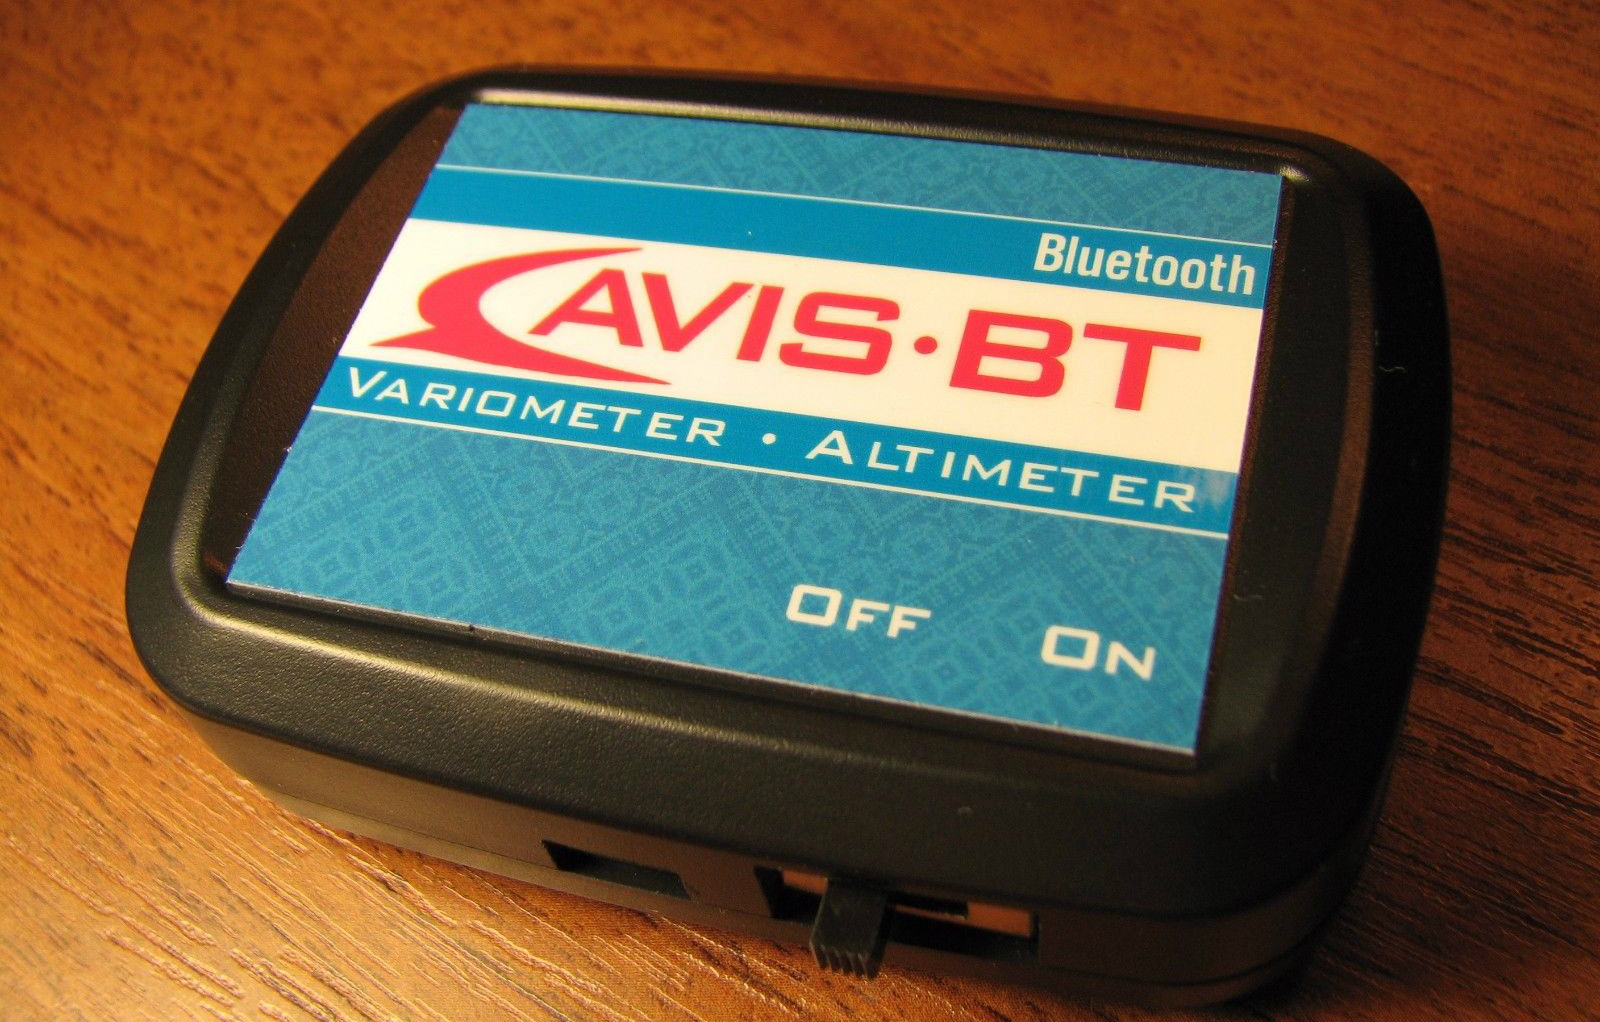 Bluetooth
AVIS·BT
VARIOMETER • ALTIMETER
OFF ON